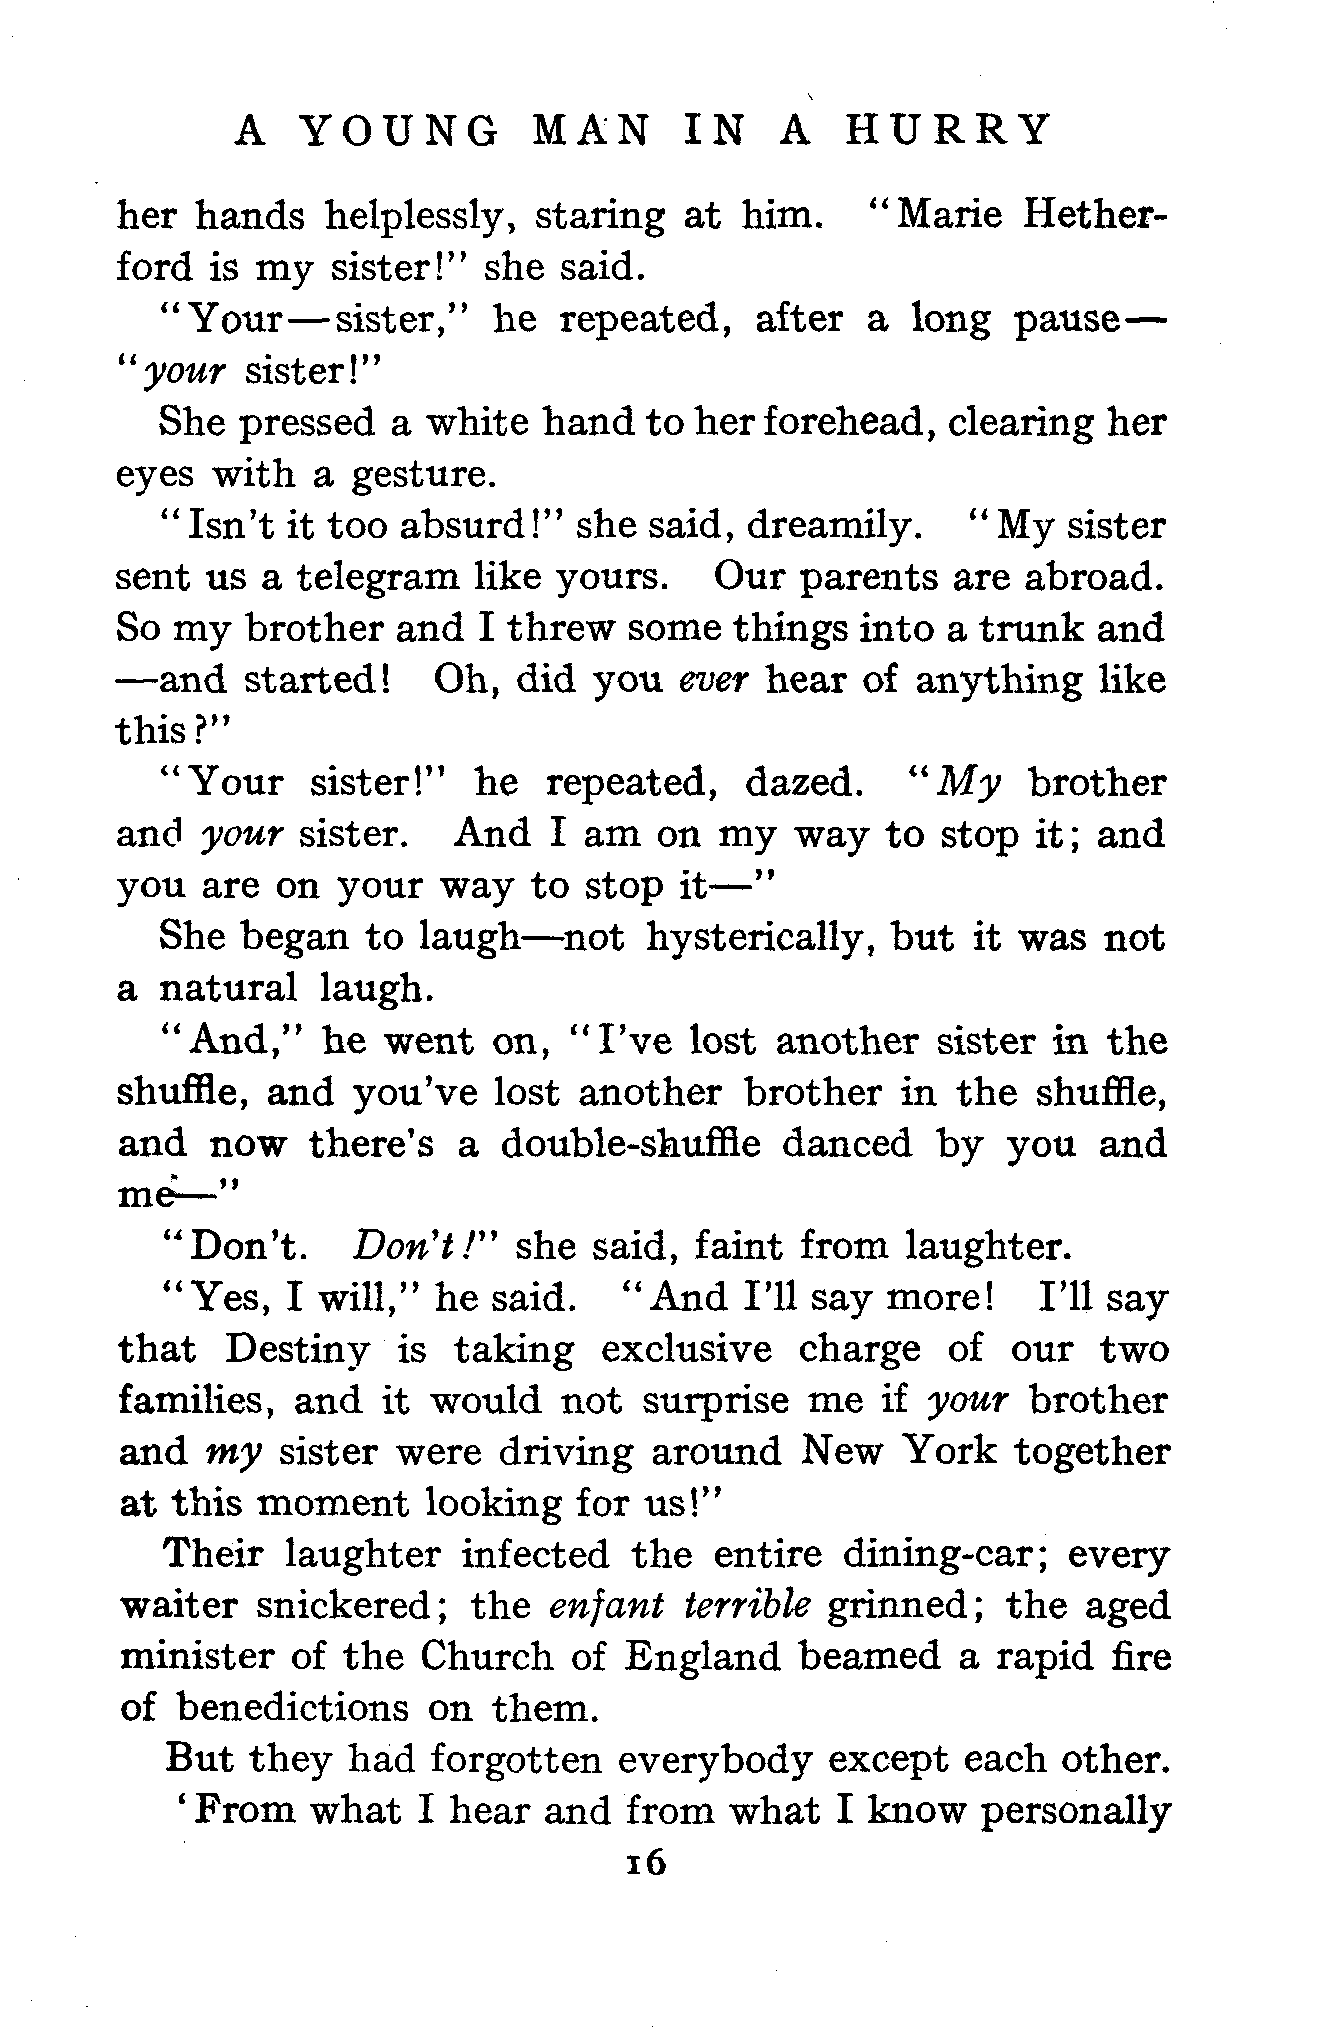 A YOUNG MAN IN A HURRY
her hands helplessly, staring at him. "Marie Hether-
ford is my sister!" she said.
"Your—sister," he repeated, after a long pause—
"your sister!"
She pressed a white hand to her forehead, clearing her
eyes with a gesture.
"Isn't it too absurd!" she said, dreamily. "My sister
sent us a telegram like yours. Our parents are abroad.
So my brother and I threw some things into a trunk and
—and started! Oh, did you ever hear of anything like
this?"
"Your sister!" he repeated, dazed. "My brother
and your sister. And I am on my way to stop it; and
you are on your way to stop it—"
She began to laugh—not hysterically, but it was not
a natural laugh.
"And," he went on, "I've lost another sister in the
shuffle, and you've lost another brother in the shuffle,
and now there's a double-shuffle danced by you and
me—"
"Don't. Don't!" she said, faint from laughter.
"Yes, I will," he said. "And I'll say more! I'll say
that Destiny is taking exclusive charge of our two
families, and it would not surprise me if your brother
and my sister were driving around New York together
at this moment looking for us!"
Their laughter infected the entire dining-car; every
waiter snickered; the enfant terrible grinned; the aged
minister of the Church of England beamed a rapid fire
of benedictions on them.
But they had forgotten everybody except each other.
'From what I hear and from what I know personally
16